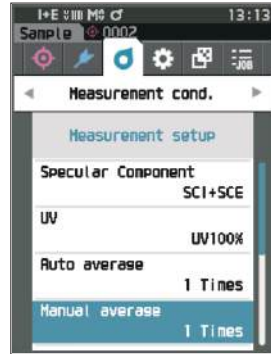 I+E M 13:13
Sample 0002
-JOB
Measurement cond.
Measurement setup
Specular Component
SCI+SCE
UV
UV100%
Auto average
1 Times
Manual average
1 Times